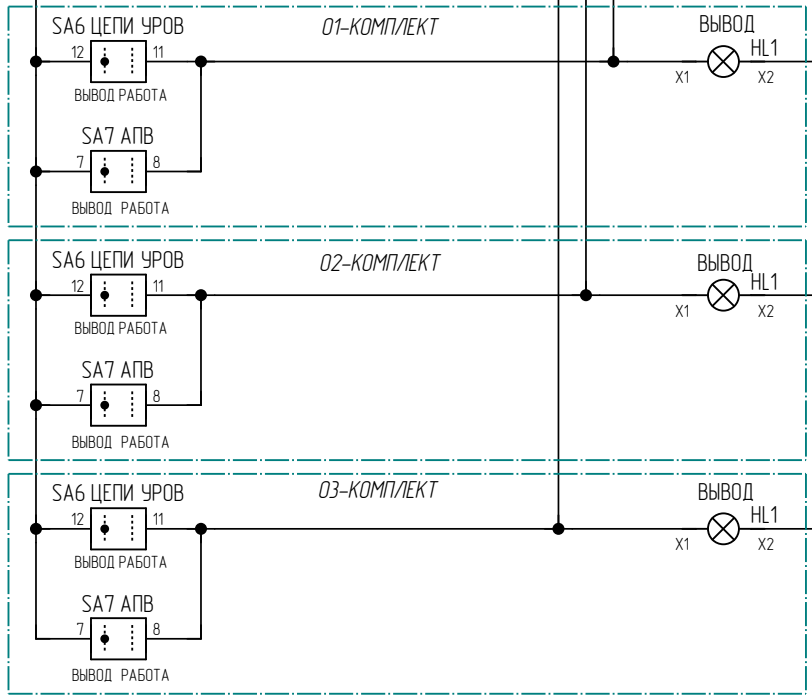 SA6 ЦЕПИ УРОВ
01-КОМПЛЕКТ
ВЫВОД
12 11
HL1
X1 X2
ВЫВОД РАБОТА
SA7 АПВ
7 8
ВЫВОД РАБОТА
SA6 ЦЕПИ УРОВ
02-КОМПЛЕКТ
ВЫВОД
12 11
HL1
X1 X2
ВЫВОД РАБОТА
SA7 АПВ
7 8
ВЫВОД РАБОТА
SA6 ЦЕПИ УРОВ
03-КОМПЛЕКТ
ВЫВОД
12 11
HL1
X1 X2
ВЫВОД РАБОТА
SA7 АПВ
7 8
ВЫВОД РАБОТА